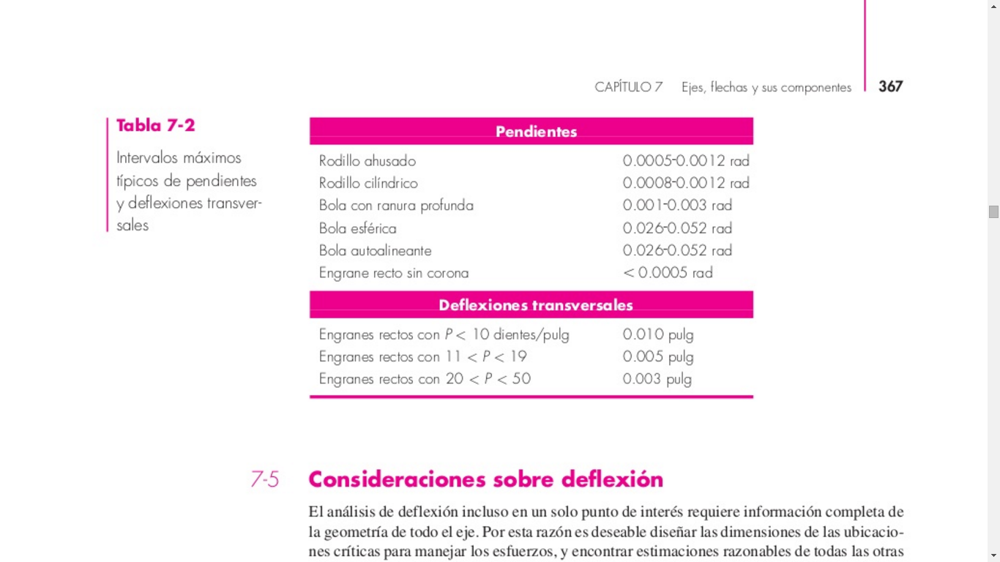 CAPÍTULO 7 Ejes, flechas y sus componentes 367
Tabla 7-2
Intervalos máximos
típicos de pendientes
y deflexiones transver-
sales
Pendientes
Rodillo ahusado 0.0005-0.0012 rad
Rodillo cilíndrico 0.0008-0.0012 rad
Bola con ranura profunda 0.001-0.003 rad
Bola esférica 0.026-0.052 rad
Bola autoalineante 0.026-0.052 rad
Engrane recto sin corona < 0.0005 rad
Deflexiones transversales
Engranes rectos con P < 10 dientes/pulg 0.010 pulg
Engranes rectos con 11 < P < 19 0.005 pulg
Engranes rectos con 20 < P < 50 0.003 pulg
7-5 Consideraciones sobre deflexión
El análisis de deflexión incluso en un solo punto de interés requiere información completa de
la geometría de todo el eje. Por esta razón es deseable diseñar las dimensiones de las ubicacio-
nes críticas para manejar los esfuerzos, y encontrar estimaciones razonables de todas las otras